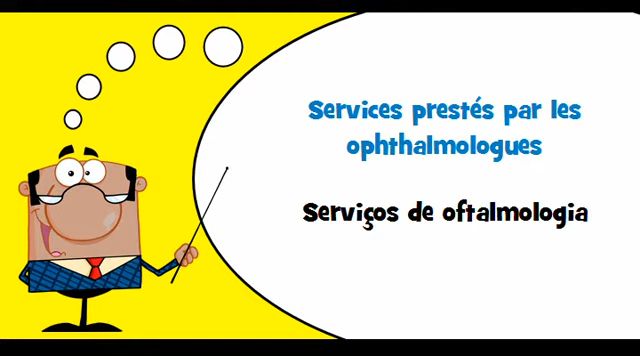 Services prestés par les
ophthalmologues
Serviços de oftalmologia